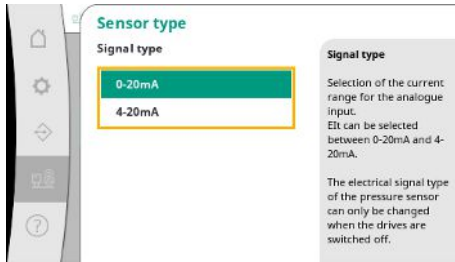 Sensor type
Signal type
0-20mA
4-20mA
Signal type
Selection of the current
range for the analogue
input.
EIt can be selected
between 0-20mA and 4-
20mA.
The electrical signal type
of the pressure sensor
can only be changed
when the drives are
switched off.
?